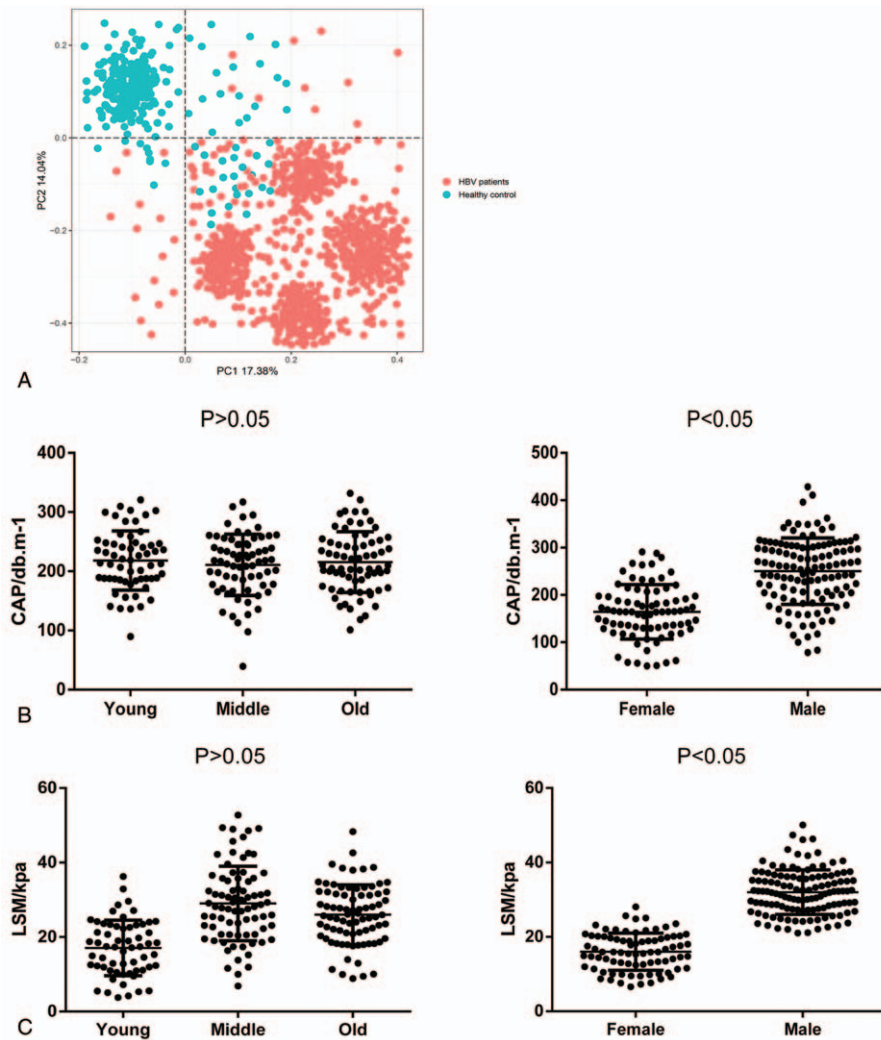 0.2
0.0
-0.2
-0.4
PC2 14.04%
-0.2 0.0 0.2 0.4
PC1 17.38%
HBV patients
Healthy control
A
P>0.05
400
300
200
100
0
CAP/db.m-1
Young Middle Old
P<0.05
500
400
300
200
100
0
CAP/db.m-1
Female Male
B
P>0.05
60
40
20
0
LSM/kpa
Young Middle Old
P<0.05
60
40
20
0
LSM/kpa
Female Male
C